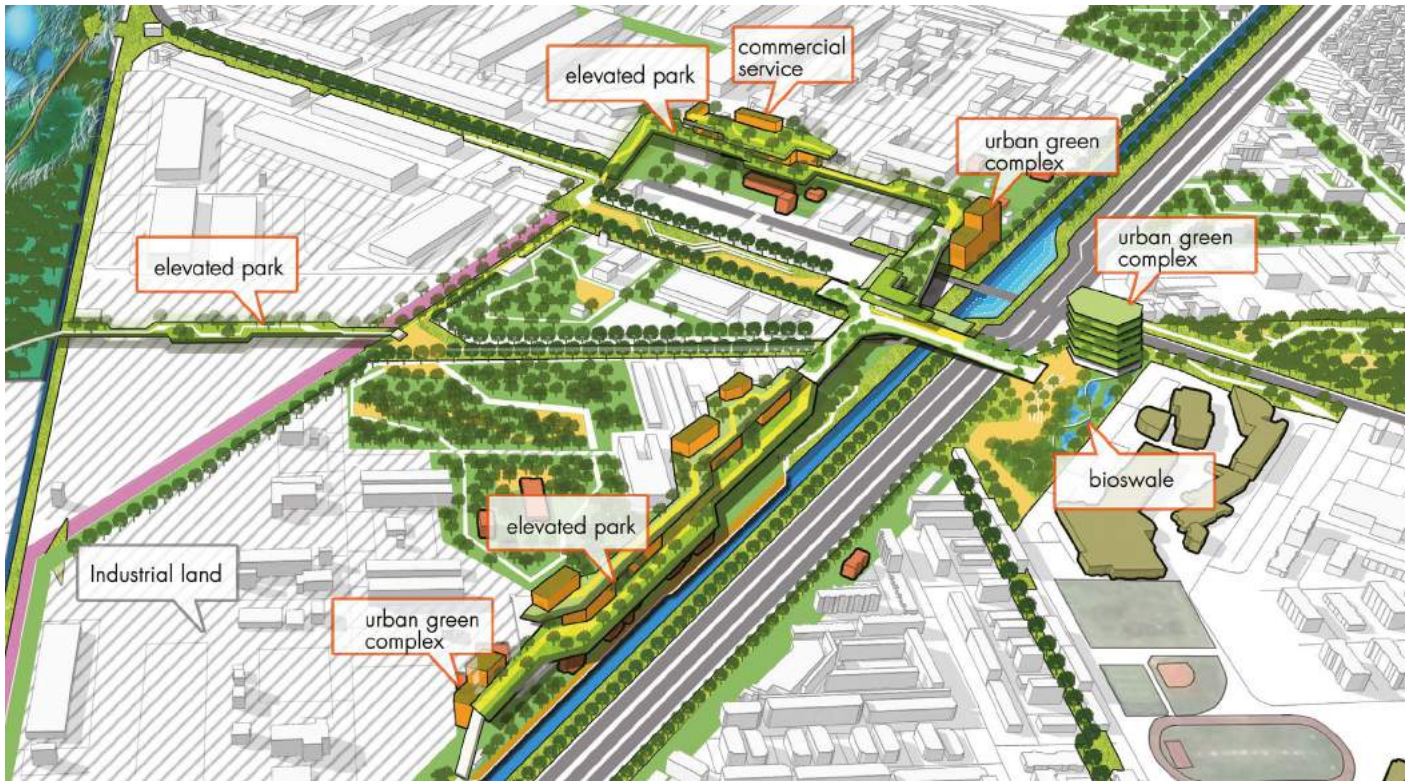 commercial
service
elevated park
urban green
complex
urban green
complex
elevated park
bioswale
elevated park
Industrial land
urban green
complex